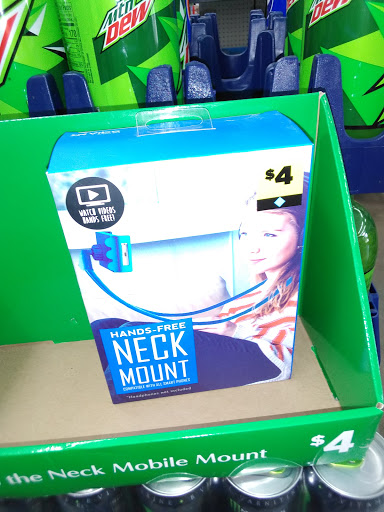 Mtn
DEW
DEW
$4
WATCH VIDEOS
HANDS FREE!
HANDS-FREE
NECK
MOUNT
COMPATIBLE WITH ALL SMART PHONES
*Headphones not included
the Neck Mobile Mount
$4